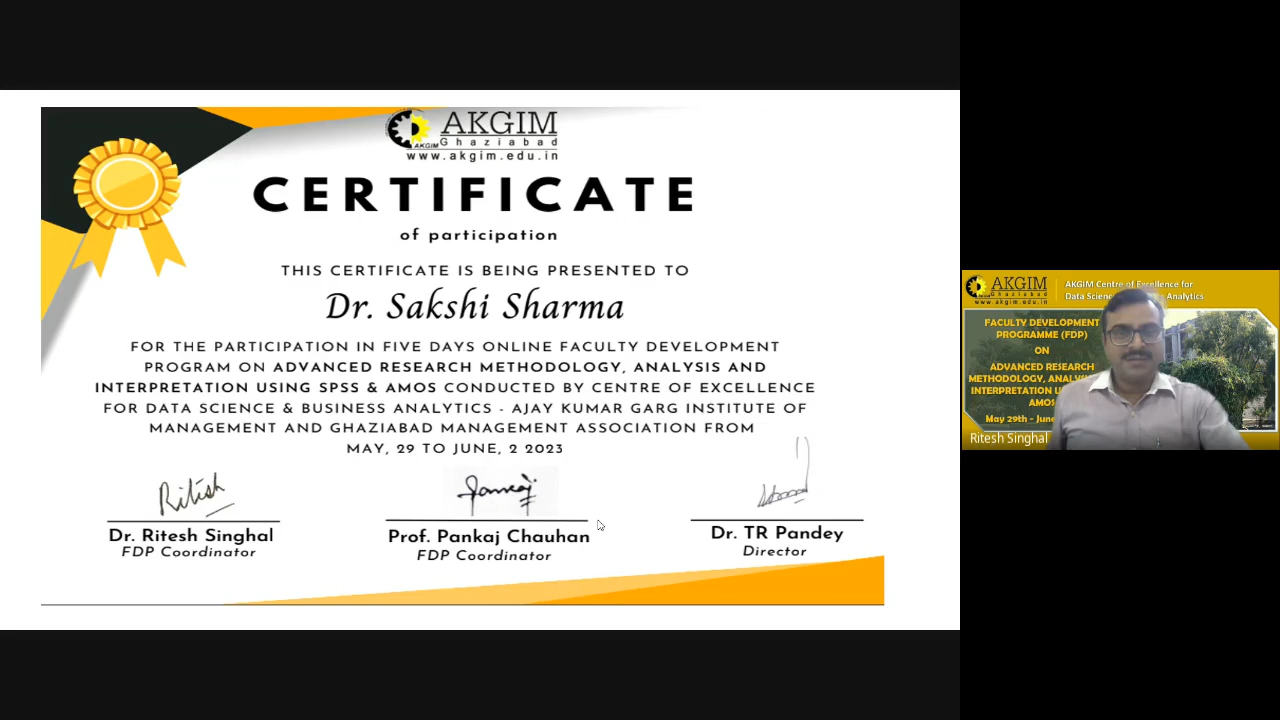 AKGIM
AKGIM
Ghaziabad
www.akgim.edu.in
CERTIFICATE
of participation
THIS CERTIFICATE IS BEING PRESENTED TO
Dr. Sakshi Sharma
FOR THE PARTICIPATION IN FIVE DAYS ONLINE FACULTY DEVELOPMENT
PROGRAM ON ADVANCED RESEARCH METHODOLOGY, ANALYSIS AND
INTERPRETATION USING SPSS & AMOS CONDUCTED BY CENTRE OF EXCELLENCE
FOR DATA SCIENCE & BUSINESS ANALYTICS - AJAY KUMAR GARG INSTITUTE OF
MANAGEMENT AND GHAZIABAD MANAGEMENT ASSOCIATION FROM
MAY, 29 TO JUNE, 2 2023
Ritesh
Pankaj
Dr. Ritesh Singhal
FDP Coordinator
Prof. Pankaj Chauhan
FDP Coordinator
Dr. TR Pandey
Director
AKGIM
Ghaziabad
www.akgim.edu.in
AKGIM Centre of Excellence for
Data Analytics
FACULTY DEVELOPMENT
PROGRAMME (FDP)
ON
ADVANCED RESEARCH
METHODOLOGY,
INTERPRETATION
May 29th -
Ritesh Singhal